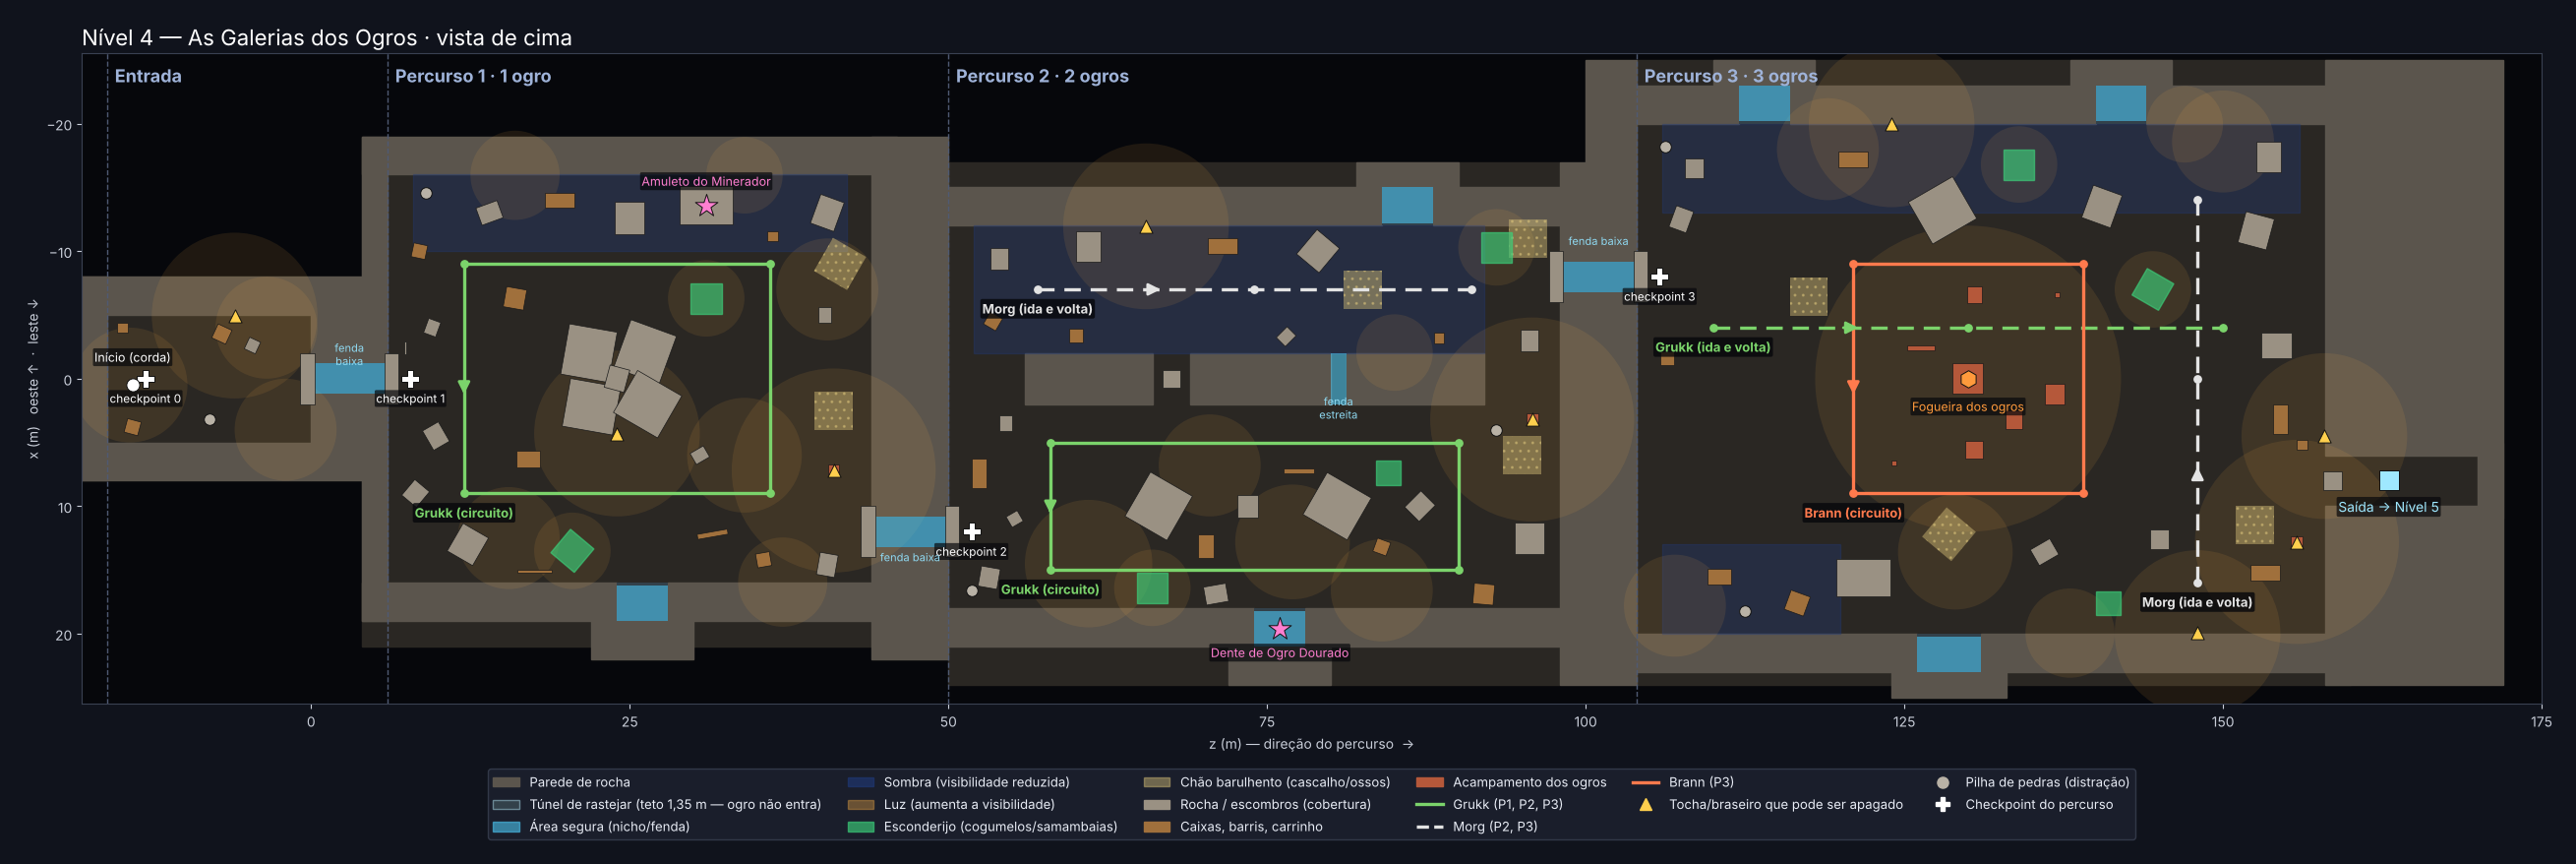 Nível 4 — As Galerias dos Ogros · vista de cima
Entrada
Percurso 1 · 1 ogro
Percurso 2 · 2 ogros
Percurso 3 · 3 ogros
Amuleto do Minerador
fenda baixa
checkpoint 3
Morg (ida e volta)
Grukk (ida e volta)
Início (corda)
checkpoint 0
fenda
baixa
checkpoint 1
fenda
estreita
Fogueira dos ogros
Grukk (circuito)
Brann (circuito)
Saída → Nível 5
checkpoint 2
fenda baixa
Grukk (circuito)
Morg (ida e volta)
Dente de Ogro Dourado
−20
−10
0
10
20
x (m) oeste ↑ · leste ↓
0
25
50
75
100
125
150
175
z (m) — direção do percurso →
Parede de rocha
Túnel de rastejar (teto 1,35 m — ogro não entra)
Área segura (nicho/fenda)
Sombra (visibilidade reduzida)
Luz (aumenta a visibilidade)
Esconderijo (cogumelos/samambaias)
Chão barulhento (cascalho/ossos)
Rocha / escombros (cobertura)
Caixas, barris, carrinho
Acampamento dos ogros
Grukk (P1, P2, P3)
Morg (P2, P3)
Brann (P3)
Tocha/braseiro que pode ser apagado
Pilha de pedras (distração)
Checkpoint do percurso